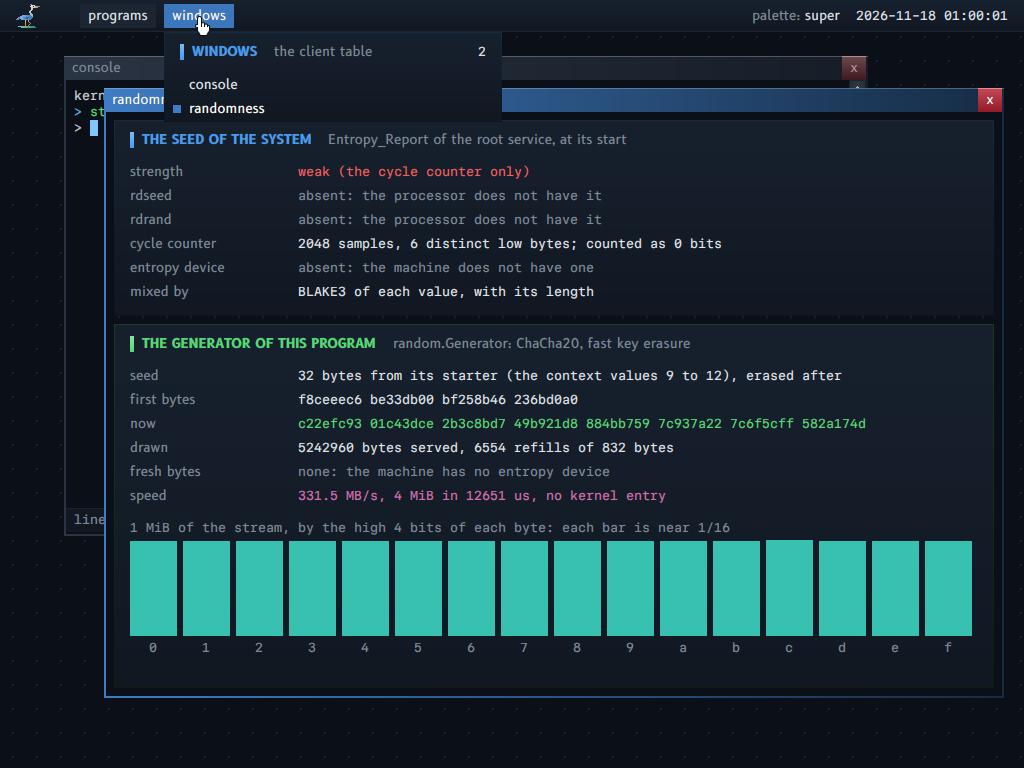 programs windows palette: super 2026-11-18 01:00:01
WINDOWS the client table 2
console
randomness
console x
kern
> st
>
line
x
THE SEED OF THE SYSTEM Entropy_Report of the root service, at its start
strength weak (the cycle counter only)
rdseed absent: the processor does not have it
rdrand absent: the processor does not have it
cycle counter 2048 samples, 6 distinct low bytes; counted as 0 bits
entropy device absent: the machine does not have one
mixed by BLAKE3 of each value, with its length
THE GENERATOR OF THIS PROGRAM random.Generator: ChaCha20, fast key erasure
seed 32 bytes from its starter (the context values 9 to 12), erased after
first bytes f8ceeec6 be33db00 bf258b46 236bd0a0
now c22efc93 01c43dce 2b3c8bd7 49b921d8 884bb759 7c937a22 7c6f5cff 582a174d
drawn 5242960 bytes served, 6554 refills of 832 bytes
fresh bytes none: the machine has no entropy device
speed 331.5 MB/s, 4 MiB in 12651 us, no kernel entry
1 MiB of the stream, by the high 4 bits of each byte: each bar is near 1/16
0 1 2 3 4 5 6 7 8 9 a b c d e f